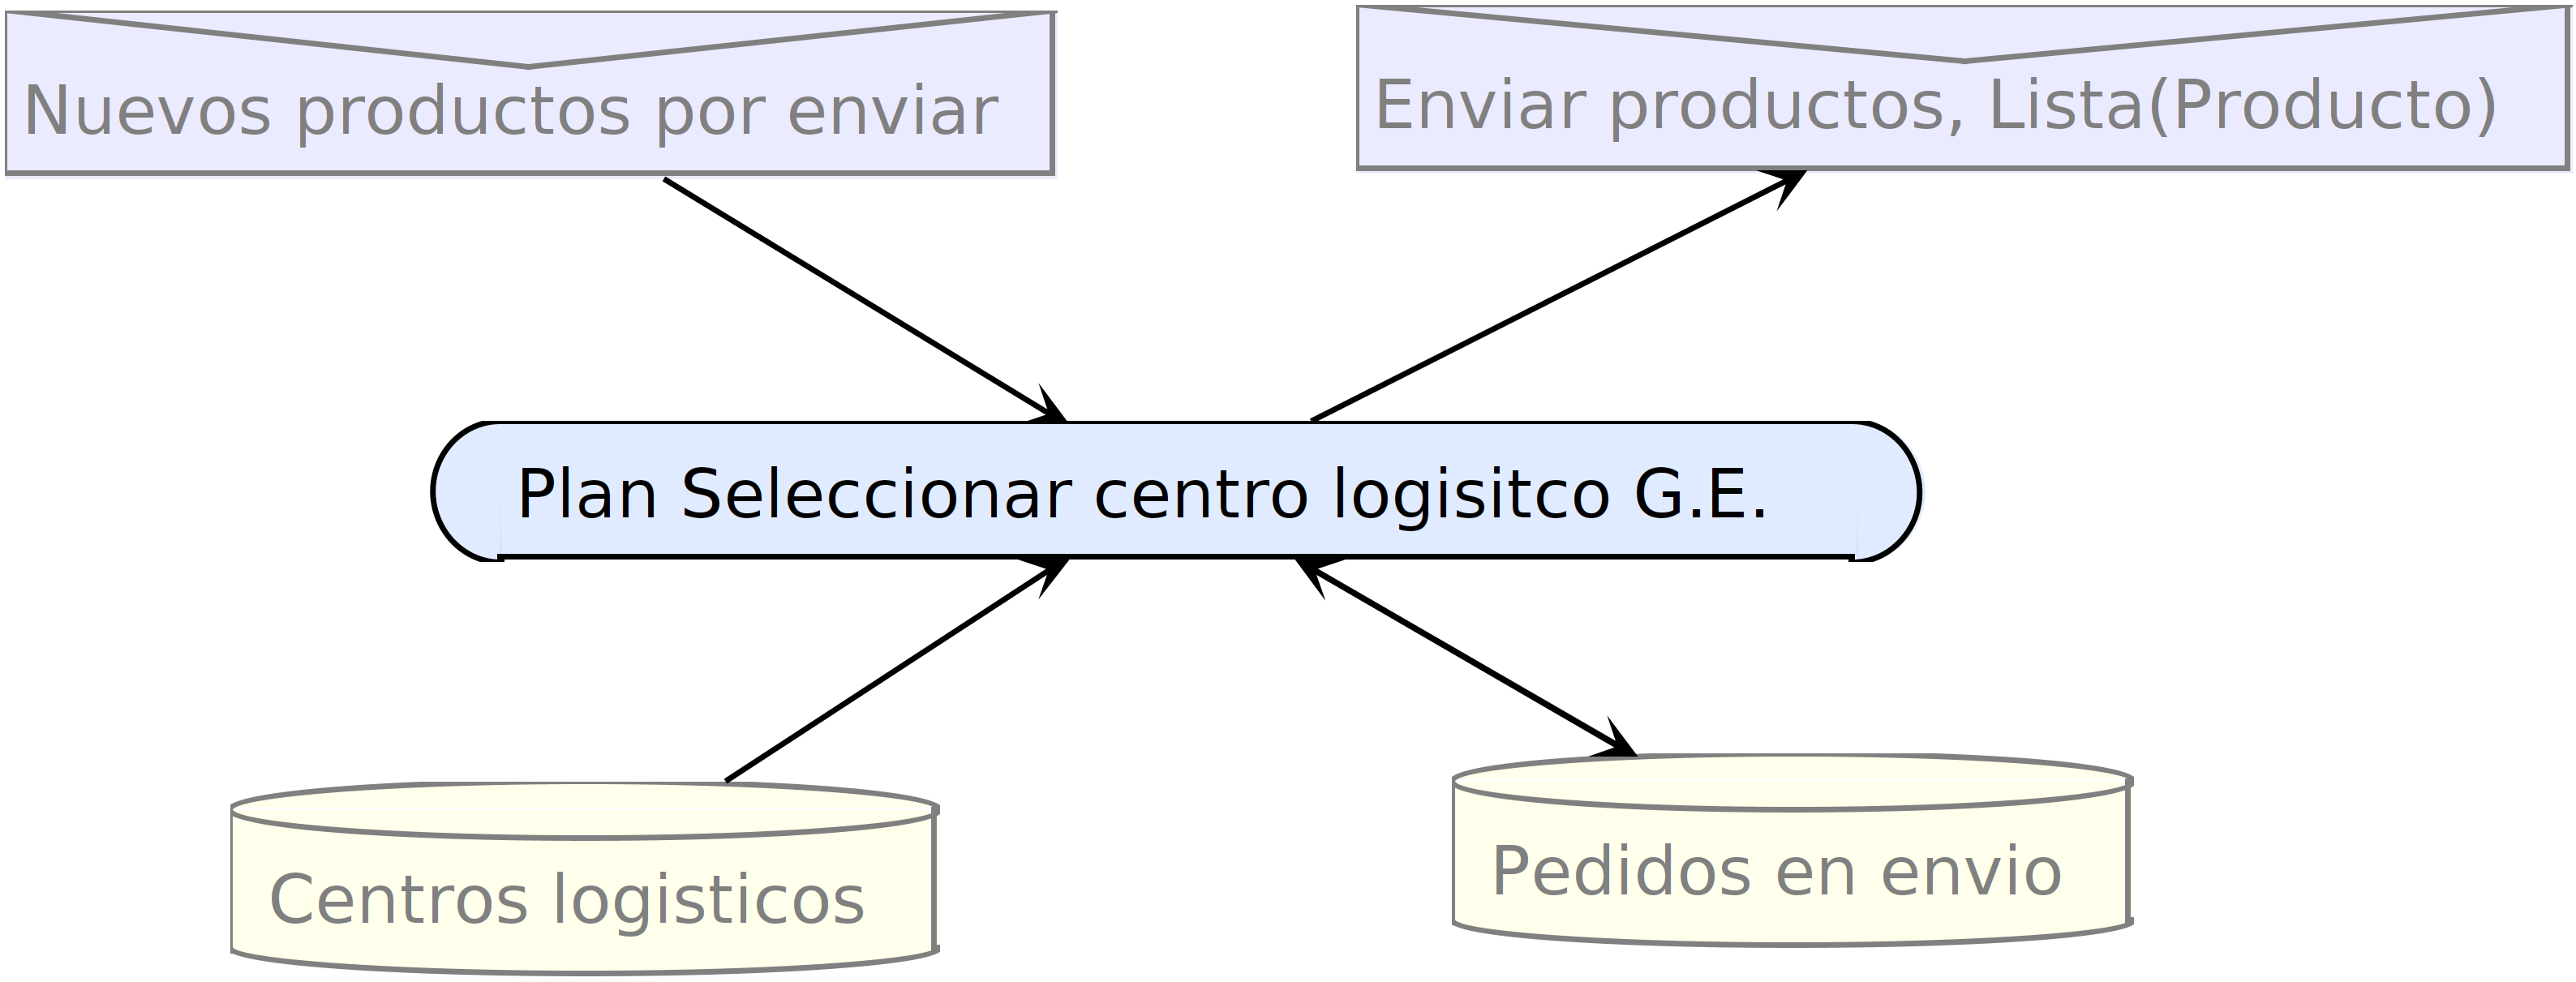 Nuevos productos por enviar
Enviar productos, Lista(Producto)
Plan Seleccionar centro logisitco G.E.
Centros logisticos
Pedidos en envio